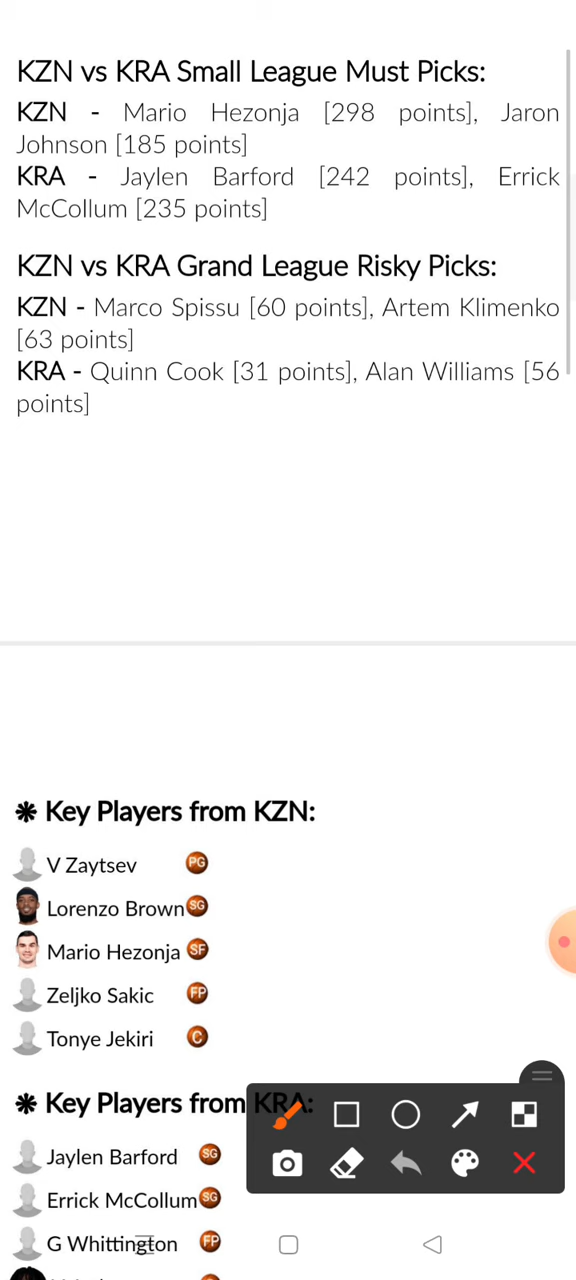 KZN vs KRA Small League Must Picks:
KZN - Mario Hezonja [298 points], Jaron
Johnson [185 points]
KRA - Jaylen Barford [242 points], Errick
McCollum [235 points]
KZN vs KRA Grand League Risky Picks:
KZN - Marco Spissu [60 points], Artem Klimenko
[63 points]
KRA - Quinn Cook [31 points], Alan Williams [56
points]
✱ Key Players from KZN:
V Zaytsev PG
Lorenzo Brown SG
Mario Hezonja SF
Zeljko Sakic FP
Tonye Jekiri C
✱ Key Players from KRA:
Jaylen Barford SG
Errick McCollum SG
G Whittington FP